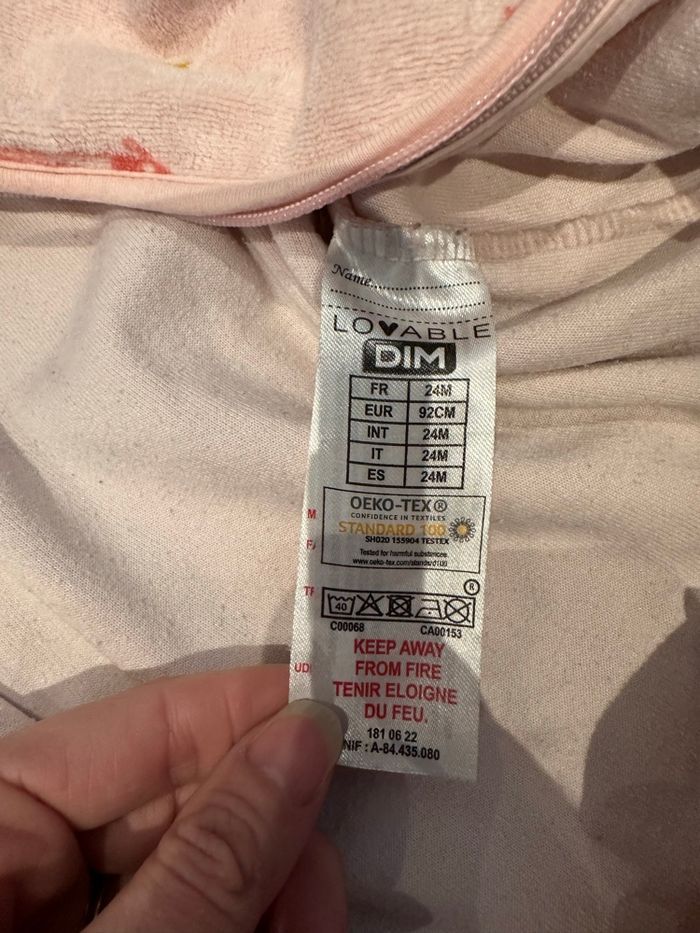 Name
LOVABLE
DIM
FR 24M
EUR 92CM
INT 24M
IT 24M
ES 24M
OEKO-TEX®
CONFIDENCE IN TEXTILES
STANDARD 100
SH020 155904 TESTEX
Tested for harmful substances
www.oeko-tex.com/standard100
®
40
C00068 CA00153
KEEP AWAY
FROM FIRE
TENIR ELOIGNE
DU FEU.
181 06 22
NIF : A-84.435.080